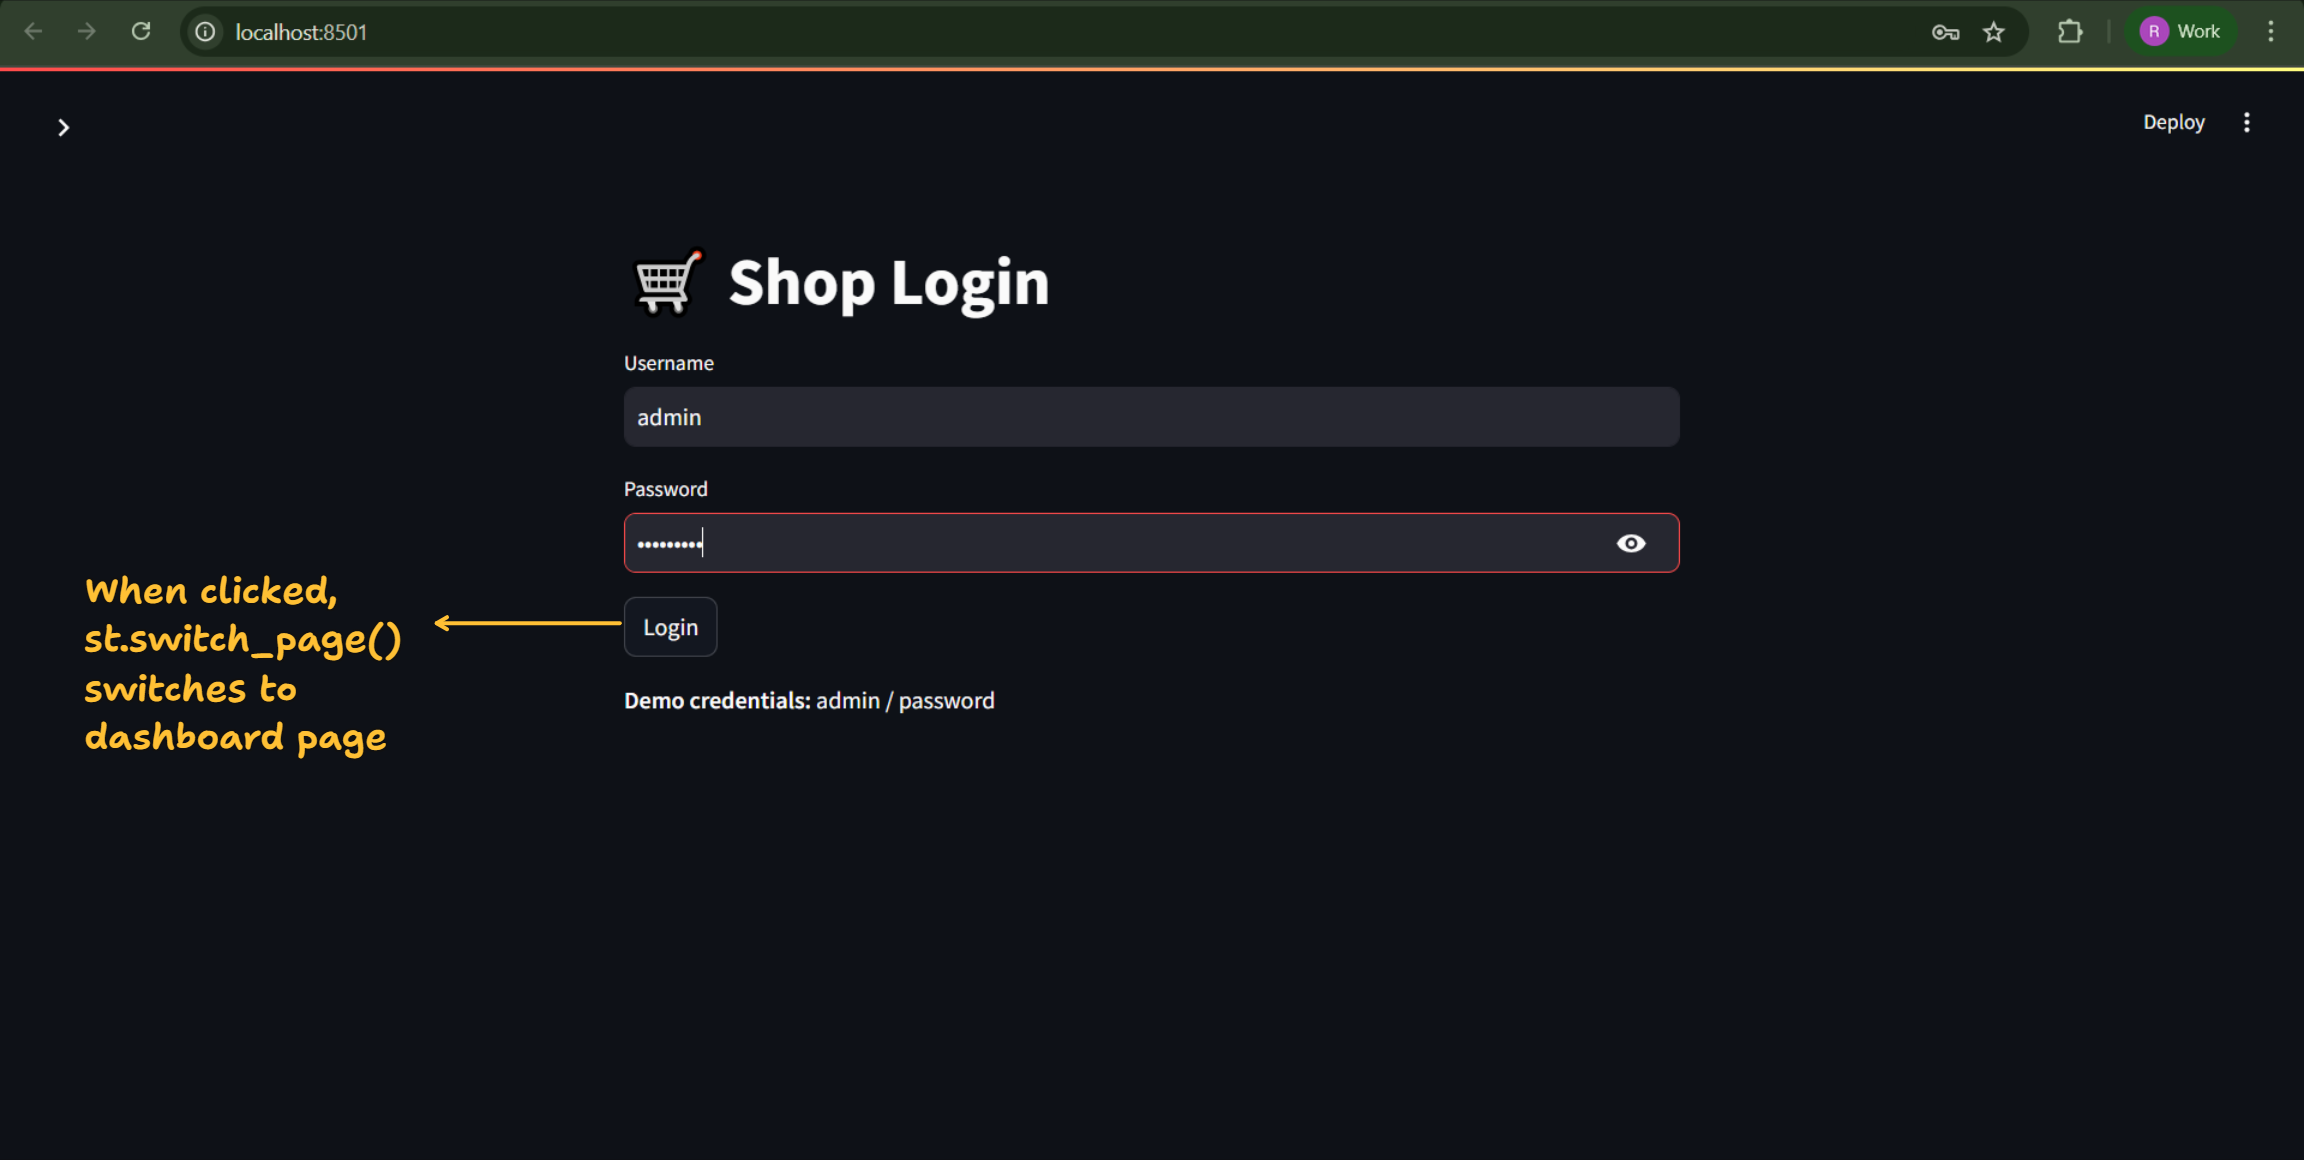 localhost:8501
R Work
Deploy
Shop Login
Username
admin
Password
•••••••••
Login
Demo credentials: admin / password
When clicked,
st.switch_page()
switches to
dashboard page